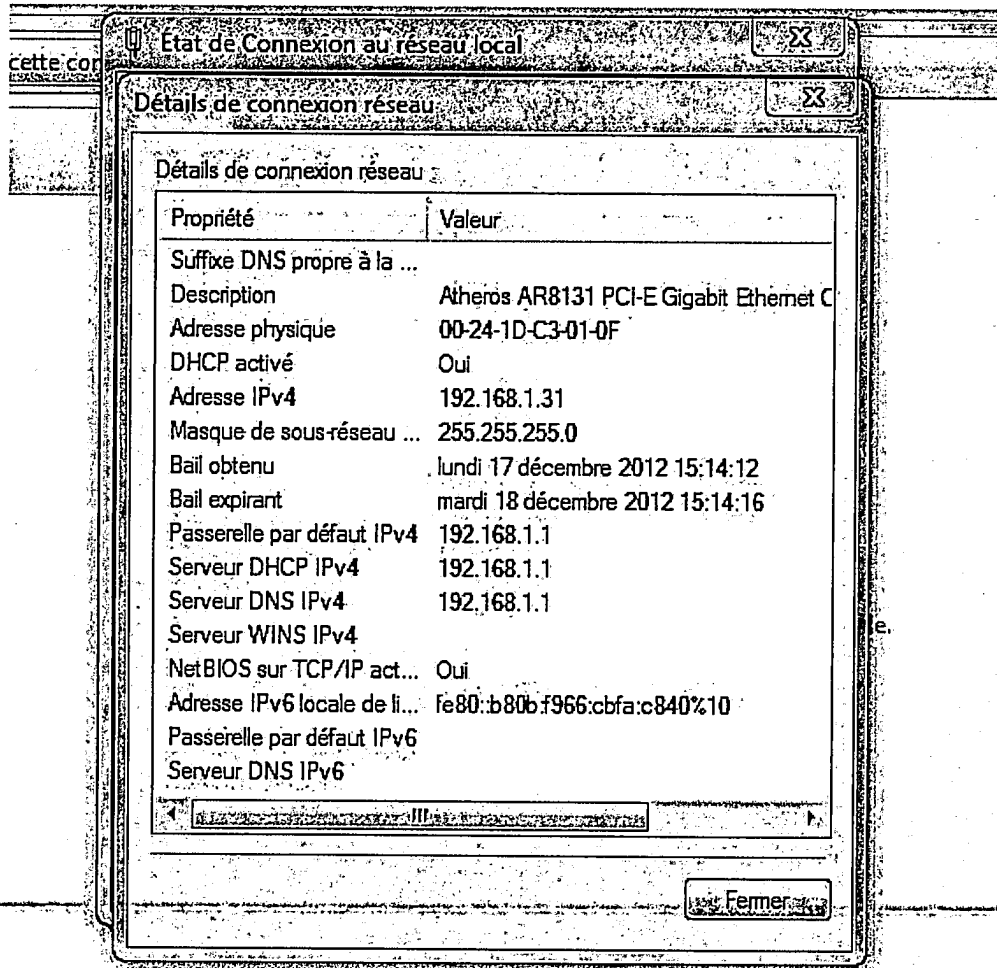 État de Connexion au réseau local
cette con
Détails de connexion réseau
Détails de connexion réseau :
Propriété Valeur
Suffixe DNS propre à la ...
Description Atheros AR8131 PCI-E Gigabit Ethernet C
Adresse physique 00-24-1D-C3-01-0F
DHCP activé Oui
Adresse IPv4 192.168.1.31
Masque de sous-réseau ... 255.255.255.0
Bail obtenu lundi 17 décembre 2012 15:14:12
Bail expirant mardi 18 décembre 2012 15:14:16
Passerelle par défaut IPv4 192.168.1.1
Serveur DHCP IPv4 192.168.1.1
Serveur DNS IPv4 192.168.1.1
Serveur WINS IPv4
NetBIOS sur TCP/IP act... Oui
Adresse IPv6 locale de li... fe80::b80b:f966:cbfa:c840%10
Passerelle par défaut IPv6
Serveur DNS IPv6
e.
Fermer